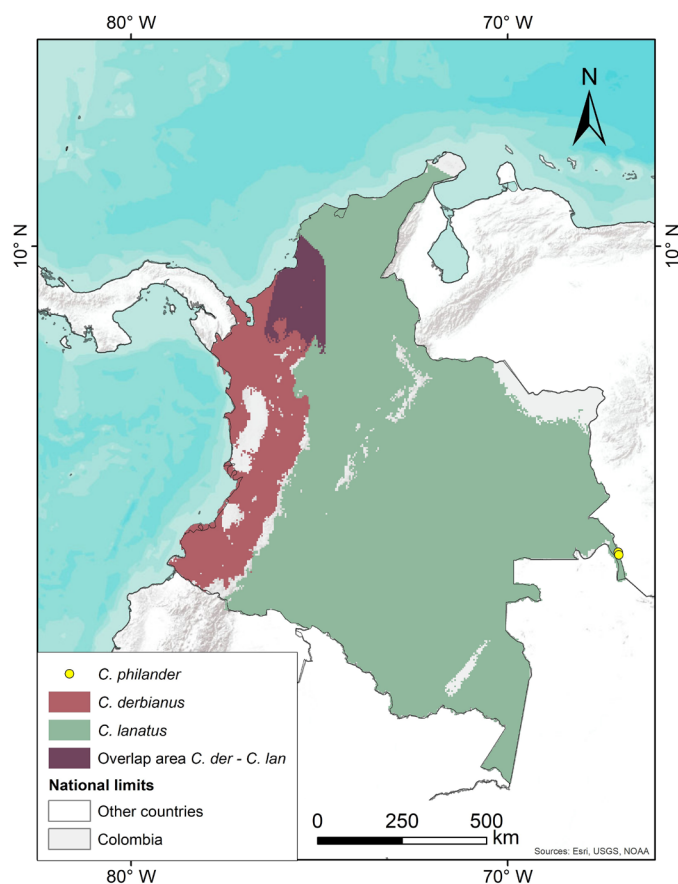 80° W
70° W
N
10° N
10° N
C. philander
C. derbianus
C. lanatus
Overlap area C. der - C. lan
National limits
Other countries
Colombia
0 250 500
km
Sources: Esri, USGS, NOAA
80° W
70° W